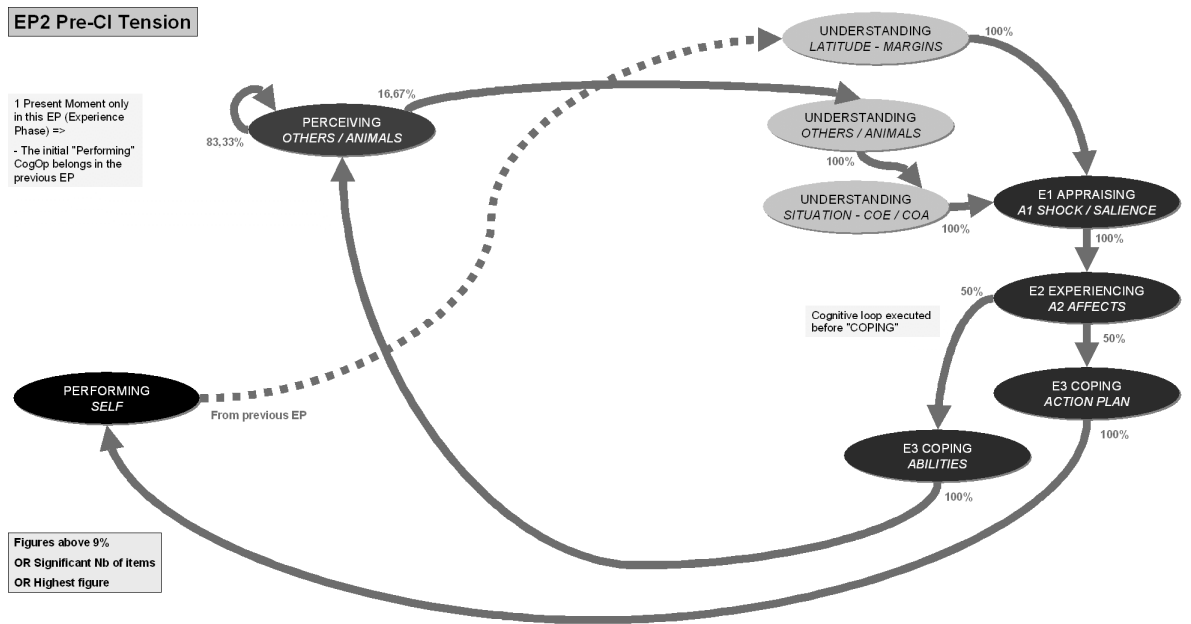 EP2 Pre-CI Tension
UNDERSTANDING
LATITUDE - MARGINS
100%
1 Present Moment only
in this EP (Experience
Phase) =>
- The initial "Performing"
CogOp belongs in the
previous EP
83,33%
PERCEIVING
OTHERS / ANIMALS
16,67%
UNDERSTANDING
OTHERS / ANIMALS
100%
UNDERSTANDING
SITUATION - COE / COA
100%
E1 APPRAISING
A1 SHOCK / SALIENCE
100%
E2 EXPERIENCING
A2 AFFECTS
50%
50%
Cognitive loop executed
before "COPING"
E3 COPING
ACTION PLAN
100%
PERFORMING
SELF
From previous EP
E3 COPING
ABILITIES
100%
Figures above 9%
OR Significant Nb of items
OR Highest figure